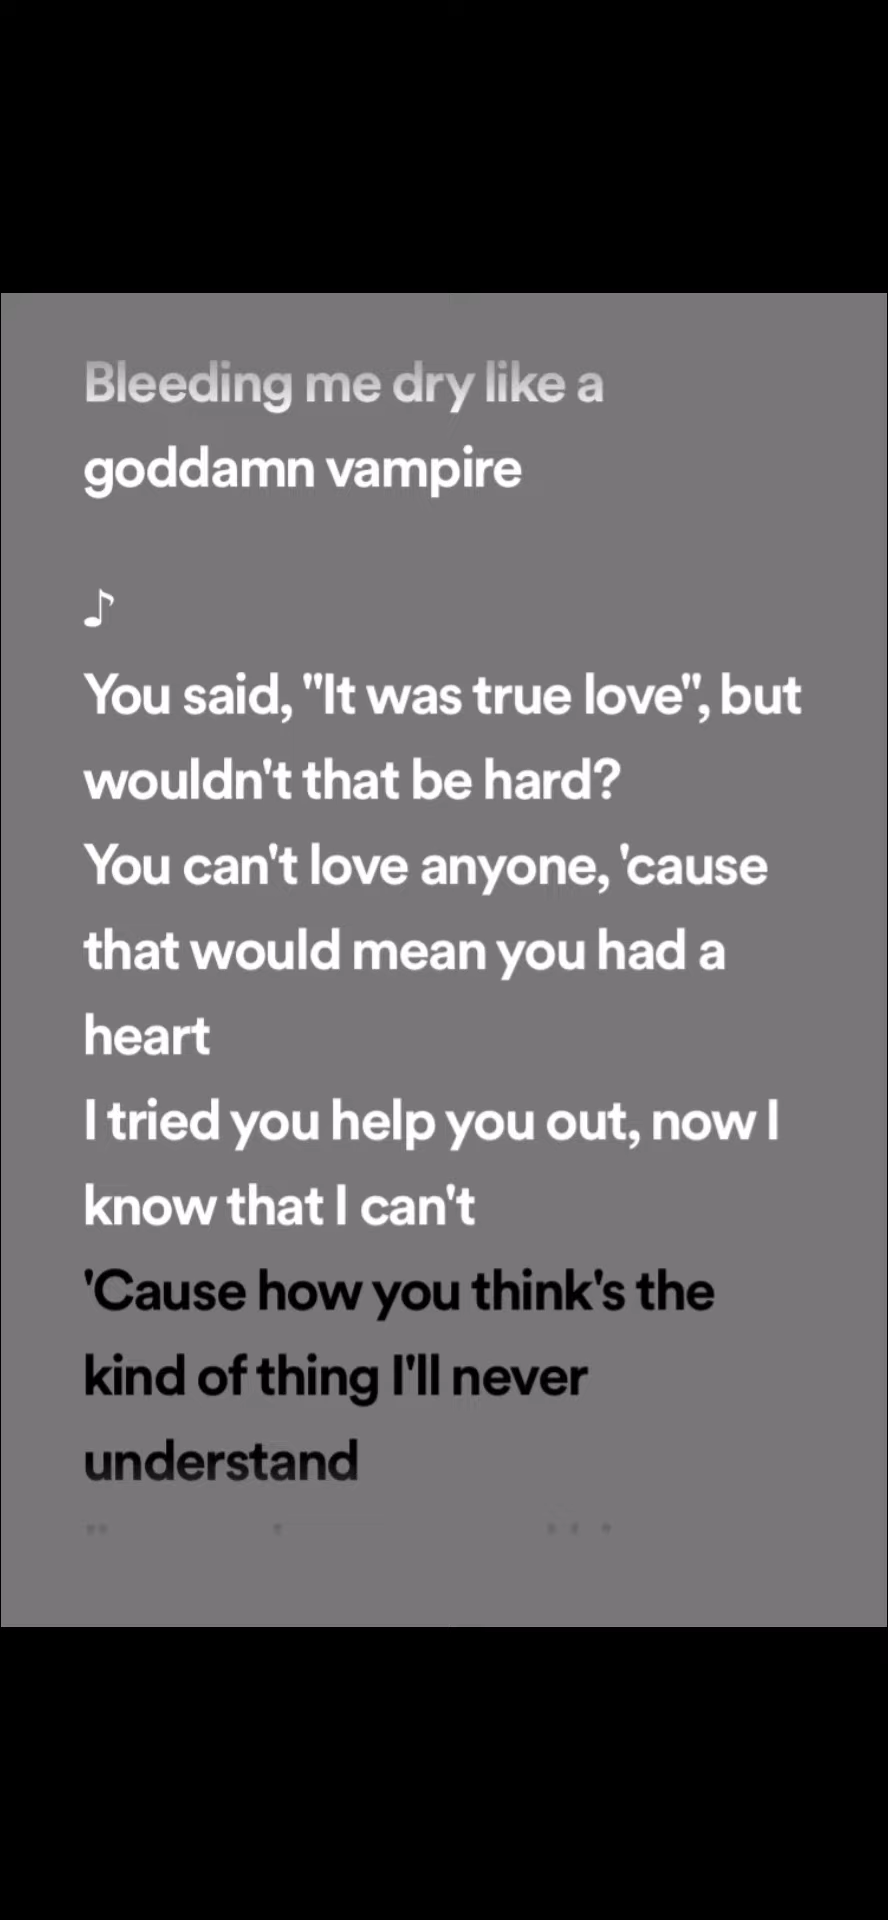 Bleeding me dry like a
goddamn vampire
♪
You said, "It was true love", but
wouldn't that be hard?
You can't love anyone, 'cause
that would mean you had a
heart
I tried you help you out, now I
know that I can't
'Cause how you think's the
kind of thing I'll never
understand